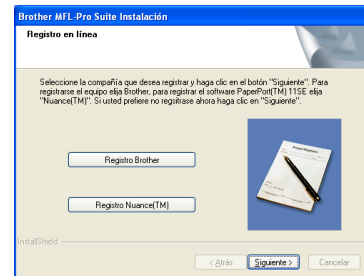 Brother MFL-Pro Suite Instalación
Registro en línea
Seleccione la compañía que desea registrar y haga clic en el botón "Siguiente". Para
registrarse el equipo elija Brother, para registrar el software PaperPort(TM) 11SE elija
"Nuance(TM)". Si usted prefiere no regsitrase ahora haga clic en "Siguiente".
Registro Brother
Registro Nuance(TM)
InstallShield
< Atrás
Siguiente >
Cancelar